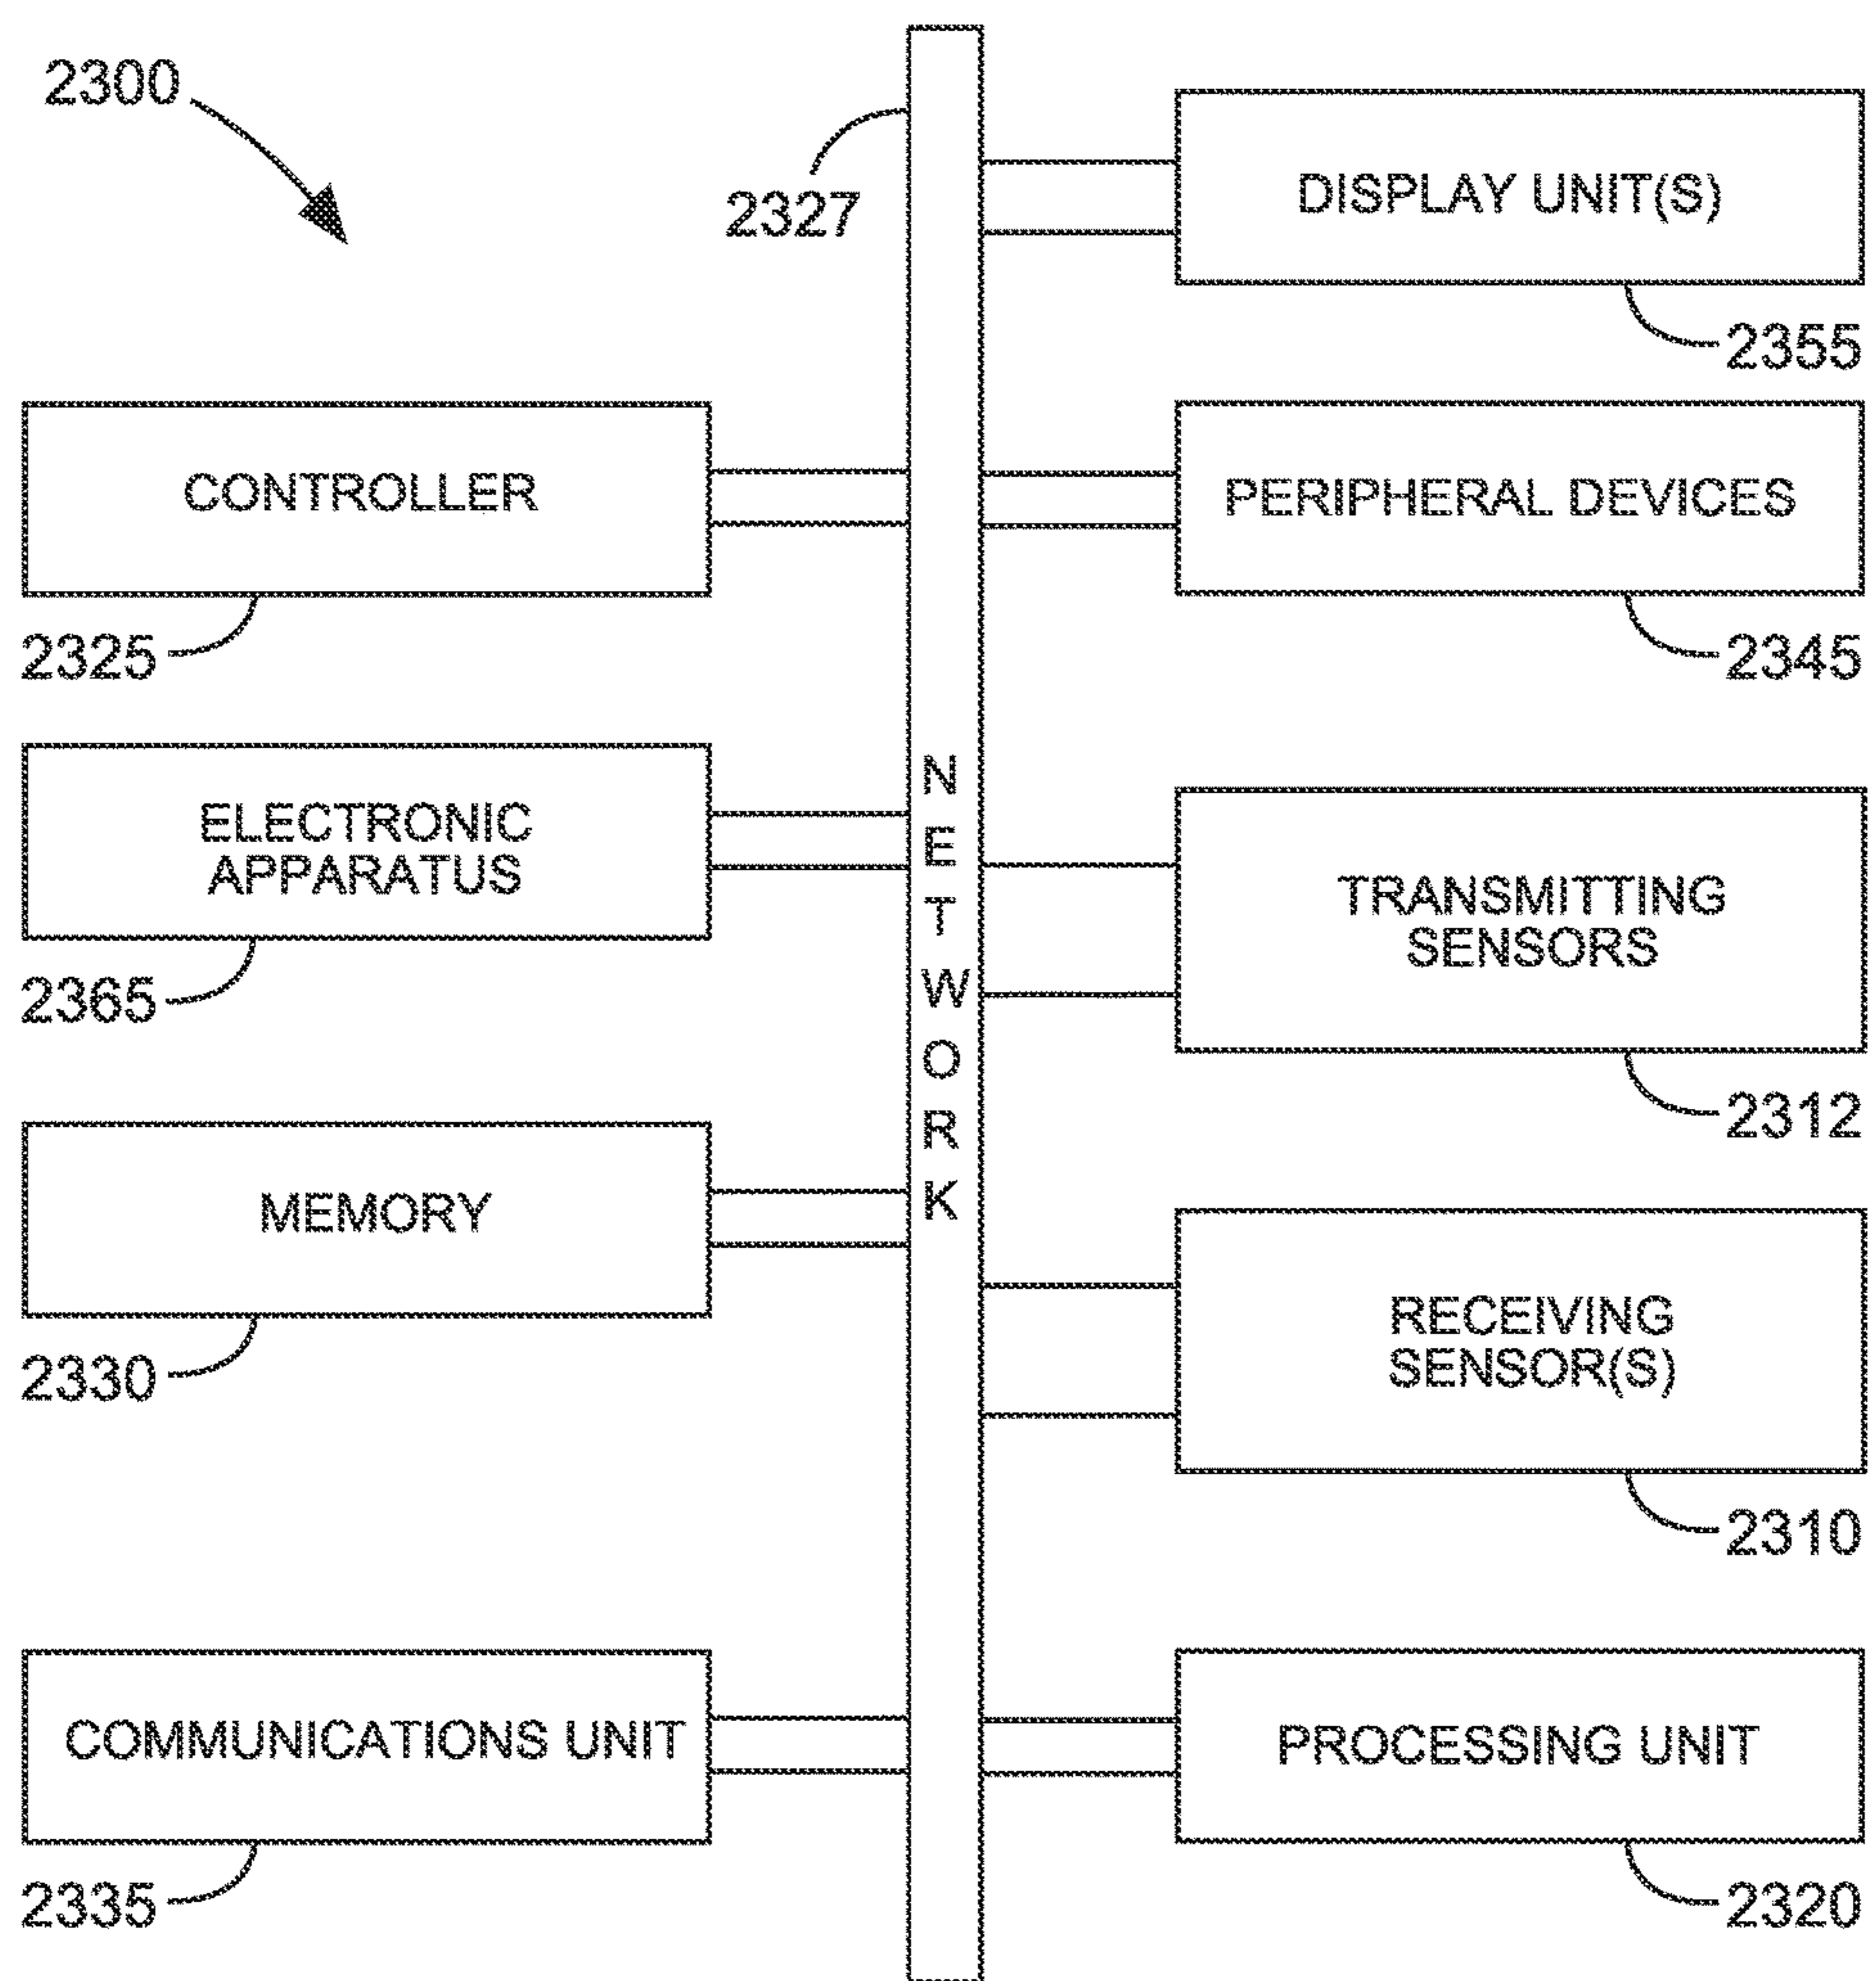 2300
2327
DISPLAY UNIT(S)
2355
CONTROLLER
2325
PERIPHERAL DEVICES
2345
ELECTRONIC
APPARATUS
2365
NETWORK
TRANSMITTING
SENSORS
2312
MEMORY
2330
RECEIVING
SENSOR(S)
2310
COMMUNICATIONS UNIT
2335
PROCESSING UNIT
2320